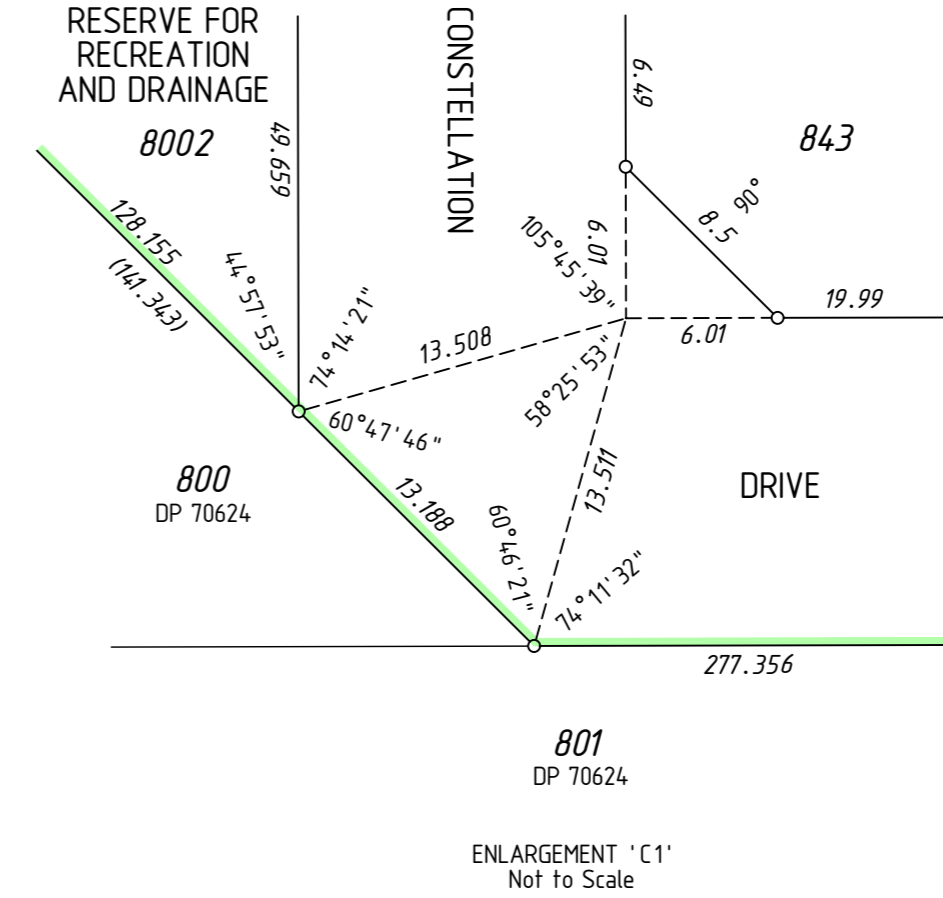 RESERVE FOR
RECREATION
AND DRAINAGE
8002
49.659
CONSTELLATION
6.49
843
90°
8.5
128.155
(141.343)
44°57'53"
74°14'21"
105°45'39"
6.01
19.99
6.01
13.508
58°25'53"
60°47'46"
800
DP 70624
13.188
60°46'21"
13.511
DRIVE
74°11'32"
277.356
801
DP 70624
ENLARGEMENT 'C1'
Not to Scale